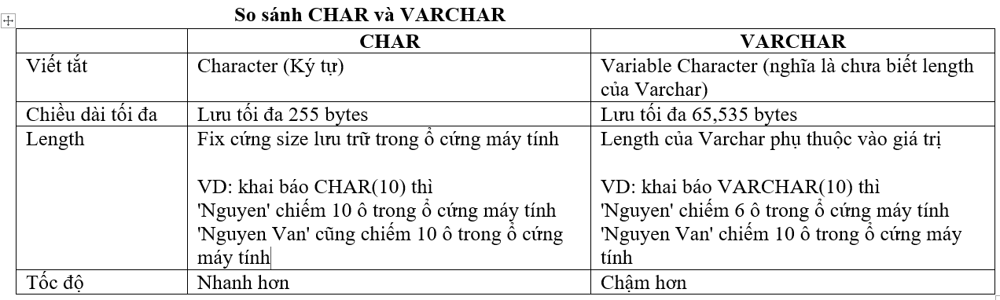 So sánh CHAR và VARCHAR
CHAR
VARCHAR
Viết tắt
Character (Ký tự)
Variable Character (nghĩa là chưa biết length
của Varchar)
Chiều dài tối đa
Lưu tối đa 255 bytes
Lưu tối đa 65,535 bytes
Length
Fix cứng size lưu trữ trong ổ cứng máy tính
VD: khai báo CHAR(10) thì
'Nguyen' chiếm 10 ô trong ổ cứng máy tính
'Nguyen Van' cũng chiếm 10 ô trong ổ cứng
máy tính
Length của Varchar phụ thuộc vào giá trị
VD: khai báo VARCHAR(10) thì
'Nguyen' chiếm 6 ô trong ổ cứng máy tính
'Nguyen Van' chiếm 10 ô trong ổ cứng máy
tính
Tốc độ
Nhanh hơn
Chậm hơn